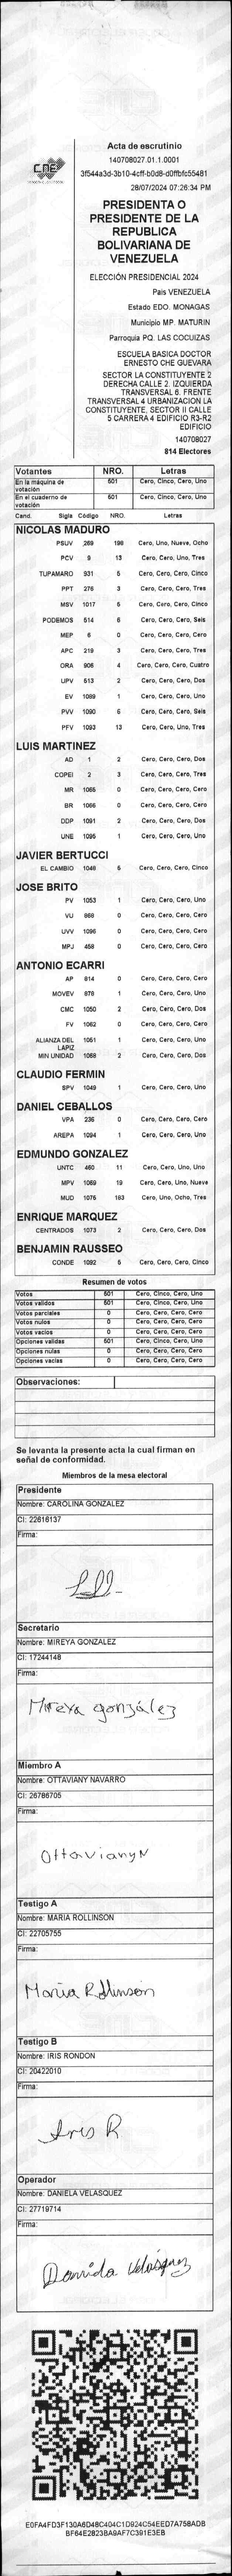 CNE
Acta de escrutinio
140708027.01.1.0001
3f544a3d-3b10-4cff-b0d8-d0ffbfc55481
28/07/2024 07:26:34 PM
PRESIDENTA O
PRESIDENTE DE LA
REPUBLICA
BOLIVARIANA DE
VENEZUELA
ELECCIÓN PRESIDENCIAL 2024
Pais VENEZUELA
Estado EDO. MONAGAS
Municipio MP. MATURIN
Parroquia PQ. LAS COCUIZAS
ESCUELA BASICA DOCTOR
ERNESTO CHE GUEVARA
SECTOR LA CONSTITUYENTE 2
DERECHA CALLE 2. IZQUIERDA
TRANSVERSAL 6. FRENTE
TRANSVERSAL 4 URBANIZACION LA
CONSTITUYENTE. SECTOR II CALLE
5 CARRERA 4 EDIFICIO R3-R2
EDIFICIO
140708027
814 Electores
Votantes NRO. Letras
En la máquina de votación 501 Cero, Cinco, Cero, Uno
En el cuaderno de votación 501 Cero, Cinco, Cero, Uno
Cand. Sigla Código NRO. Letras
NICOLAS MADURO
PSUV 269 198 Cero, Uno, Nueve, Ocho
PCV 9 13 Cero, Cero, Uno, Tres
TUPAMARO 931 5 Cero, Cero, Cero, Cinco
PPT 276 3 Cero, Cero, Cero, Tres
MSV 1017 5 Cero, Cero, Cero, Cinco
PODEMOS 514 6 Cero, Cero, Cero, Seis
MEP 6 0 Cero, Cero, Cero, Cero
APC 219 3 Cero, Cero, Cero, Tres
ORA 906 4 Cero, Cero, Cero, Cuatro
UPV 513 2 Cero, Cero, Cero, Dos
EV 1089 1 Cero, Cero, Cero, Uno
PVV 1090 6 Cero, Cero, Cero, Seis
PFV 1093 13 Cero, Cero, Uno, Tres
LUIS MARTINEZ
AD 1 2 Cero, Cero, Cero, Dos
COPEI 2 3 Cero, Cero, Cero, Tres
MR 1065 0 Cero, Cero, Cero, Cero
BR 1066 0 Cero, Cero, Cero, Cero
DDP 1091 2 Cero, Cero, Cero, Dos
UNE 1095 1 Cero, Cero, Cero, Uno
JAVIER BERTUCCI
EL CAMBIO 1048 5 Cero, Cero, Cero, Cinco
JOSE BRITO
PV 1053 1 Cero, Cero, Cero, Uno
VU 868 0 Cero, Cero, Cero, Cero
UVV 1096 0 Cero, Cero, Cero, Cero
MPJ 458 0 Cero, Cero, Cero, Cero
ANTONIO ECARRI
AP 814 0 Cero, Cero, Cero, Cero
MOVEV 878 1 Cero, Cero, Cero, Uno
CMC 1050 2 Cero, Cero, Cero, Dos
FV 1062 0 Cero, Cero, Cero, Cero
ALIANZA DEL LAPIZ 1051 1 Cero, Cero, Cero, Uno
MIN UNIDAD 1068 2 Cero, Cero, Cero, Dos
CLAUDIO FERMIN
SPV 1049 1 Cero, Cero, Cero, Uno
DANIEL CEBALLOS
VPA 236 0 Cero, Cero, Cero, Cero
AREPA 1094 1 Cero, Cero, Cero, Uno
EDMUNDO GONZALEZ
UNTC 460 11 Cero, Cero, Uno, Uno
MPV 1069 19 Cero, Cero, Uno, Nueve
MUD 1075 183 Cero, Uno, Ocho, Tres
ENRIQUE MARQUEZ
CENTRADOS 1073 2 Cero, Cero, Cero, Dos
BENJAMIN RAUSSEO
CONDE 1092 5 Cero, Cero, Cero, Cinco
Resumen de votos
Votos 501 Cero, Cinco, Cero, Uno
Votos validos 501 Cero, Cinco, Cero, Uno
Votos parciales 0 Cero, Cero, Cero, Cero
Votos nulos 0 Cero, Cero, Cero, Cero
Votos vacios 0 Cero, Cero, Cero, Cero
Opciones validas 501 Cero, Cinco, Cero, Uno
Opciones nulas 0 Cero, Cero, Cero, Cero
Opciones vacias 0 Cero, Cero, Cero, Cero
Observaciones:
Se levanta la presente acta la cual firman en
señal de conformidad.
Miembros de la mesa electoral
Presidente
Nombre: CAROLINA GONZALEZ
CI: 22616137
Firma:
Secretario
Nombre: MIREYA GONZALEZ
CI: 17244148
Firma:
Mireya gonzález
Miembro A
Nombre: OTTAVIANY NAVARRO
CI: 26786705
Firma:
Ottaviany N
Testigo A
Nombre: MARIA ROLLINSON
CI: 22705755
Firma:
Maria Rollinson
Testigo B
Nombre: IRIS RONDON
CI: 20422010
Firma:
Iris R
Operador
Nombre: DANIELA VELASQUEZ
CI: 27719714
Firma:
Daniela Velásquez
E0FA4FD3F130A6D48C404C1D924C54EED7A758ADB
BF64E2823BA9AF7C391E3EB